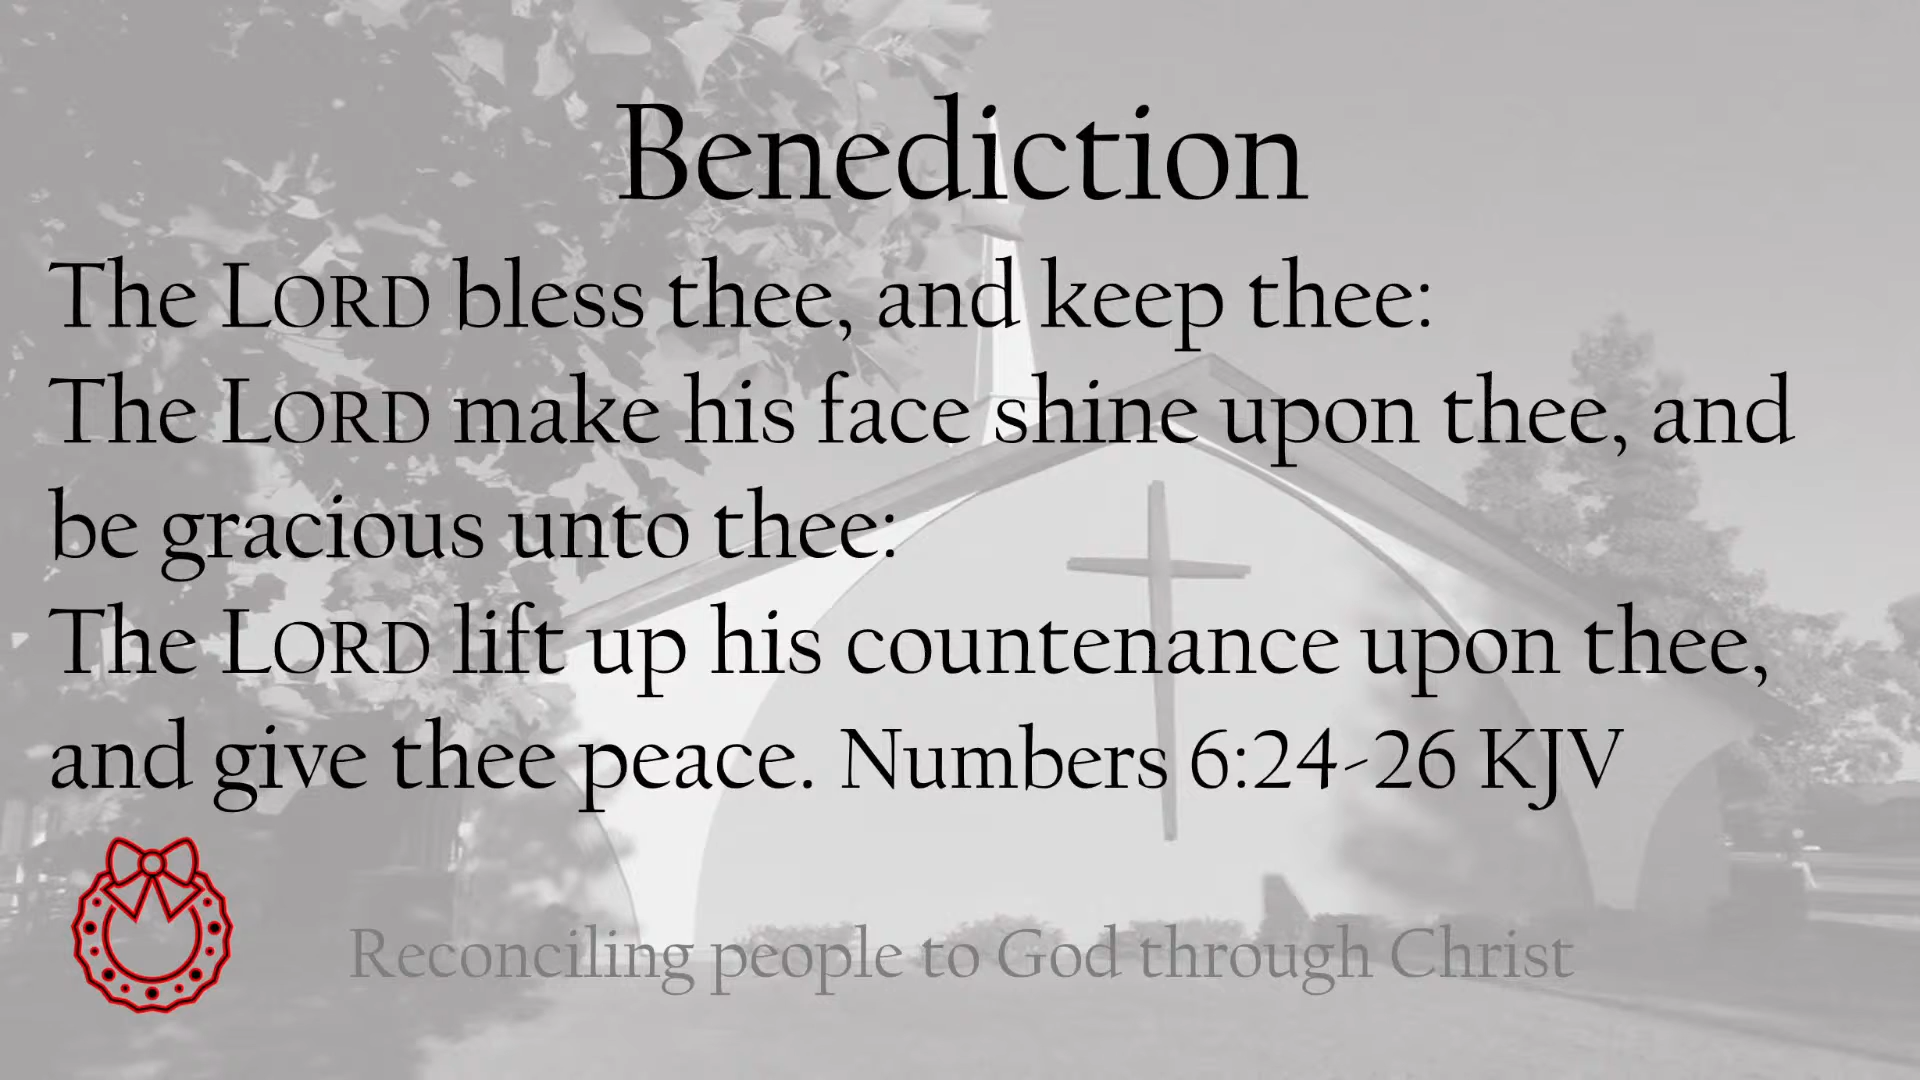 Benediction
The LORD bless thee, and keep thee:
The LORD make his face shine upon thee, and
be gracious unto thee:
The LORD lift up his countenance upon thee,
and give thee peace. Numbers 6:24-26 KJV
Reconciling people to God through Christ